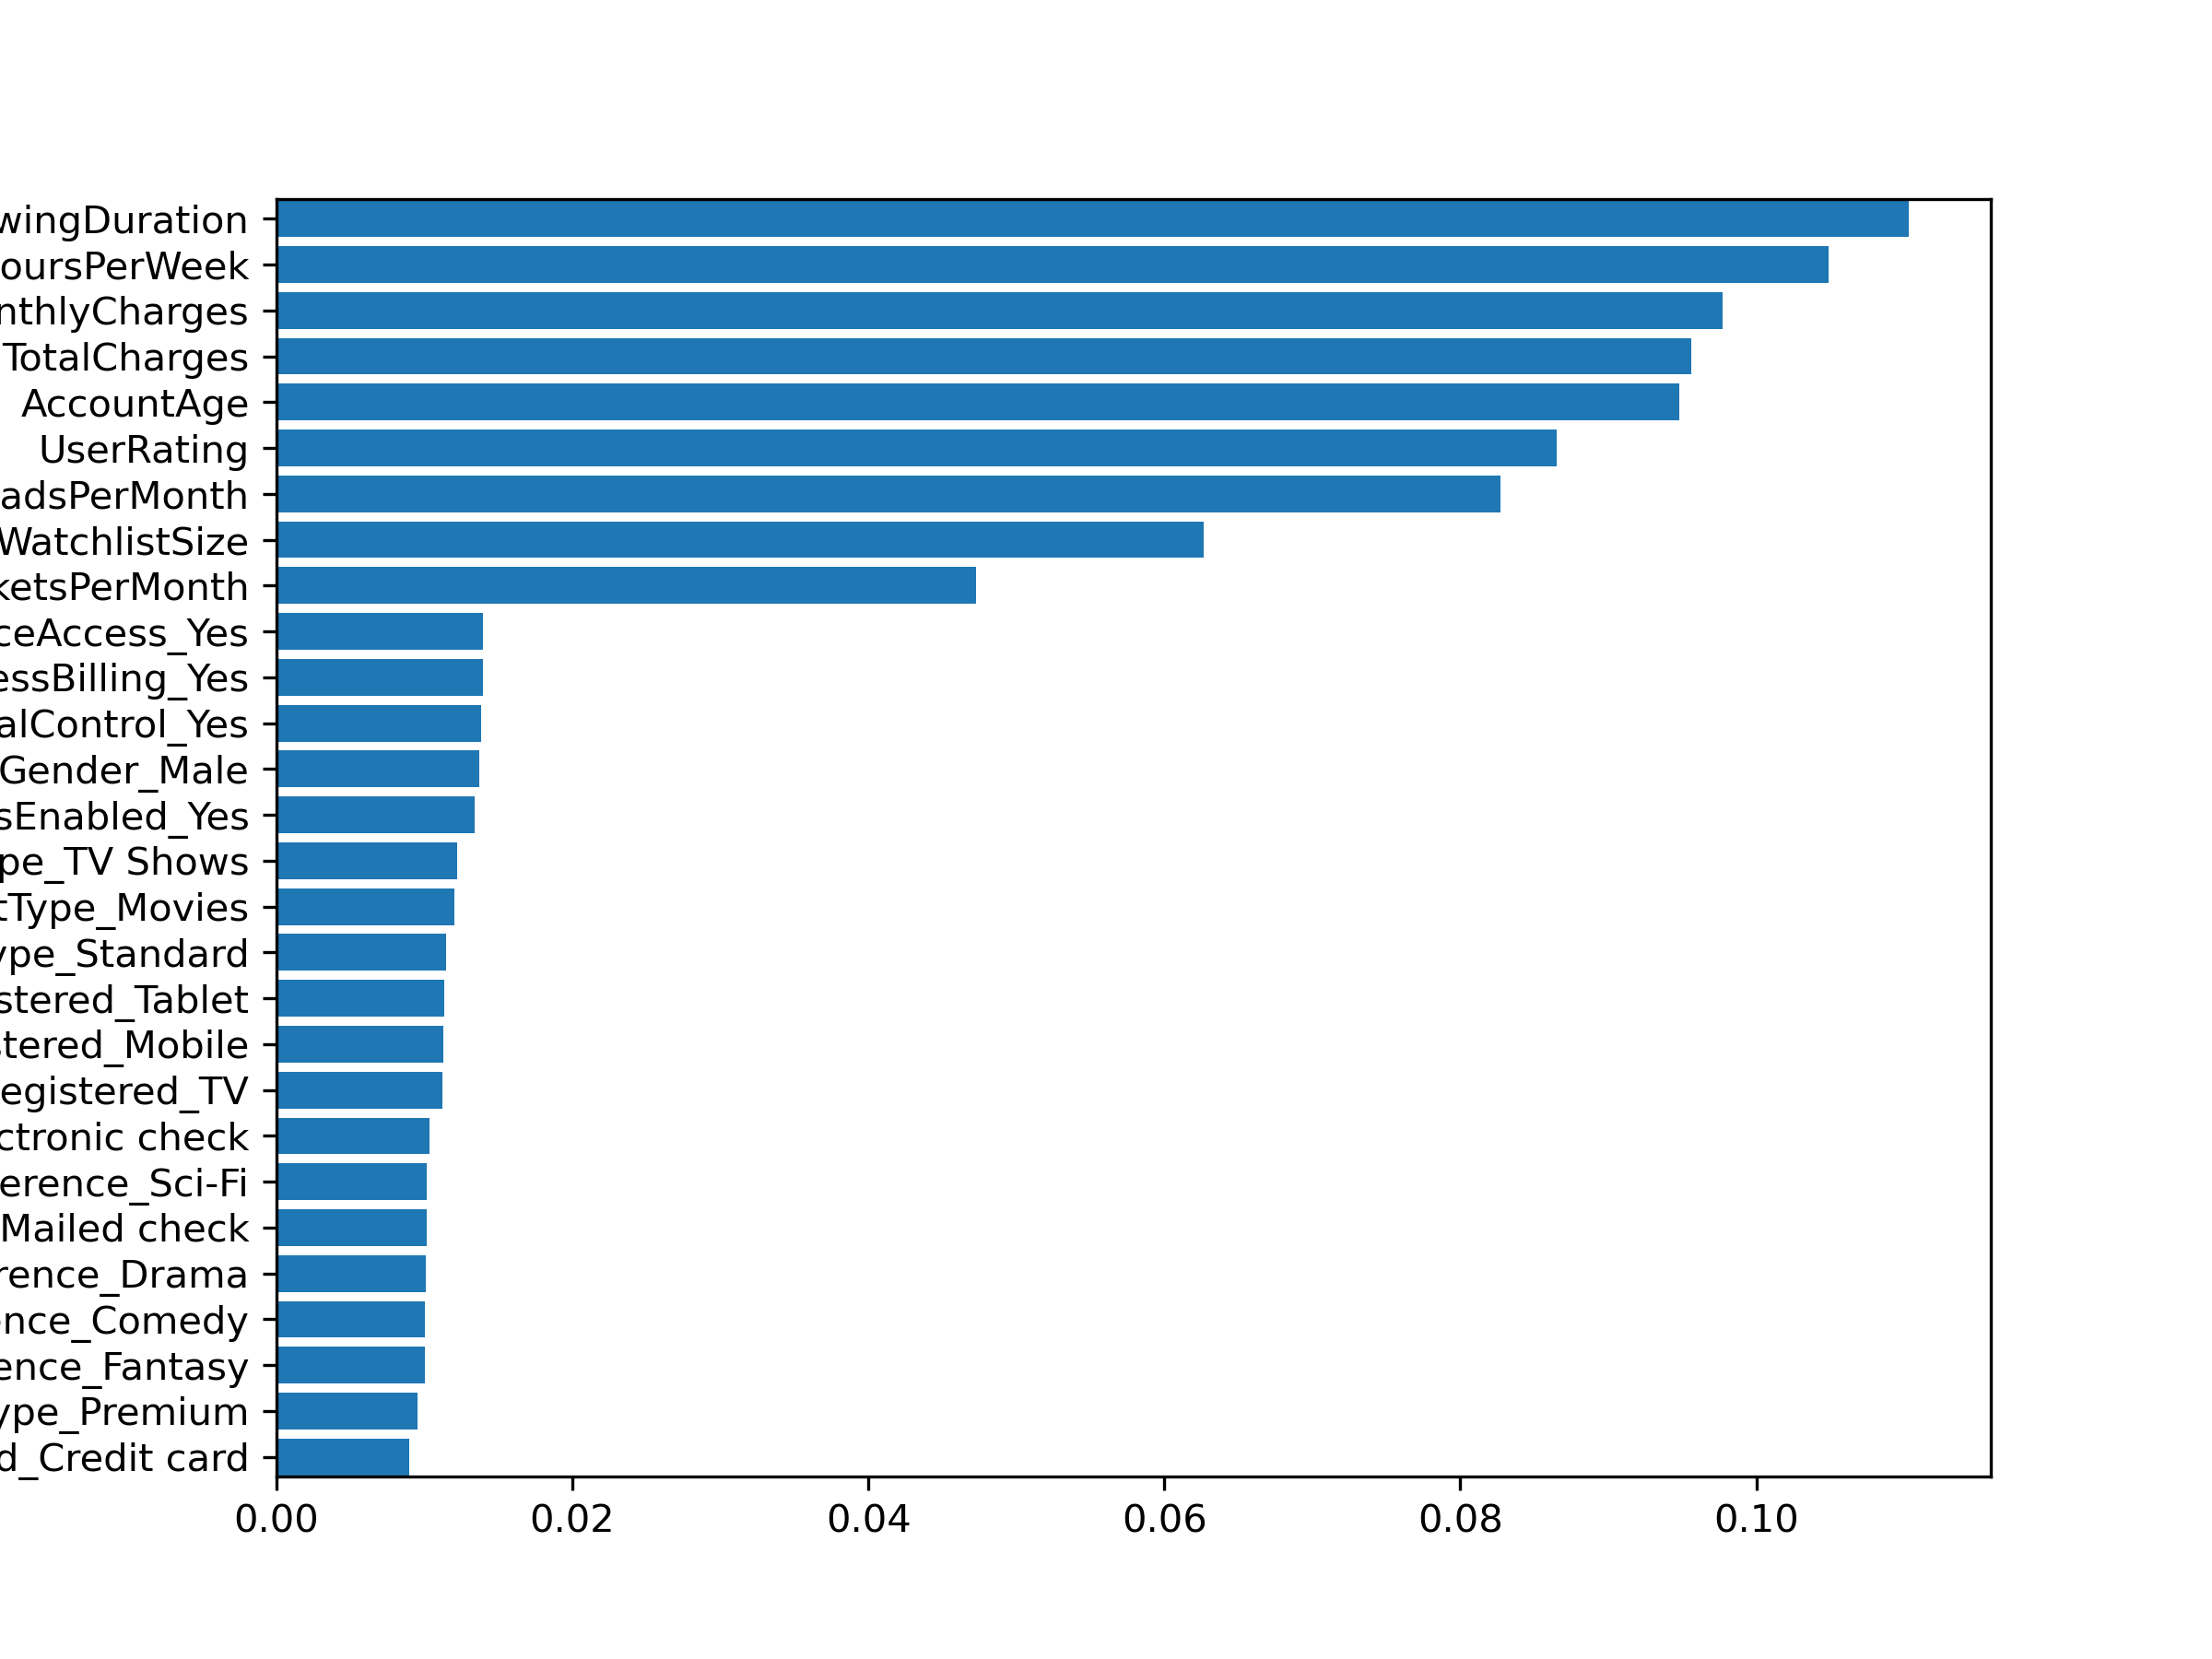 wingDuration
oursPerWeek
nthlyCharges
TotalCharges
AccountAge
UserRating
adsPerMonth
WatchlistSize
ketsPerMonth
ceAccess_Yes
essBilling_Yes
alControl_Yes
Gender_Male
sEnabled_Yes
pe_TV Shows
tType_Movies
ype_Standard
stered_Tablet
stered_Mobile
egistered_TV
ctronic check
erence_Sci-Fi
Mailed check
rence_Drama
ence_Comedy
ence_Fantasy
ype_Premium
d_Credit card
0.00 0.02 0.04 0.06 0.08 0.10